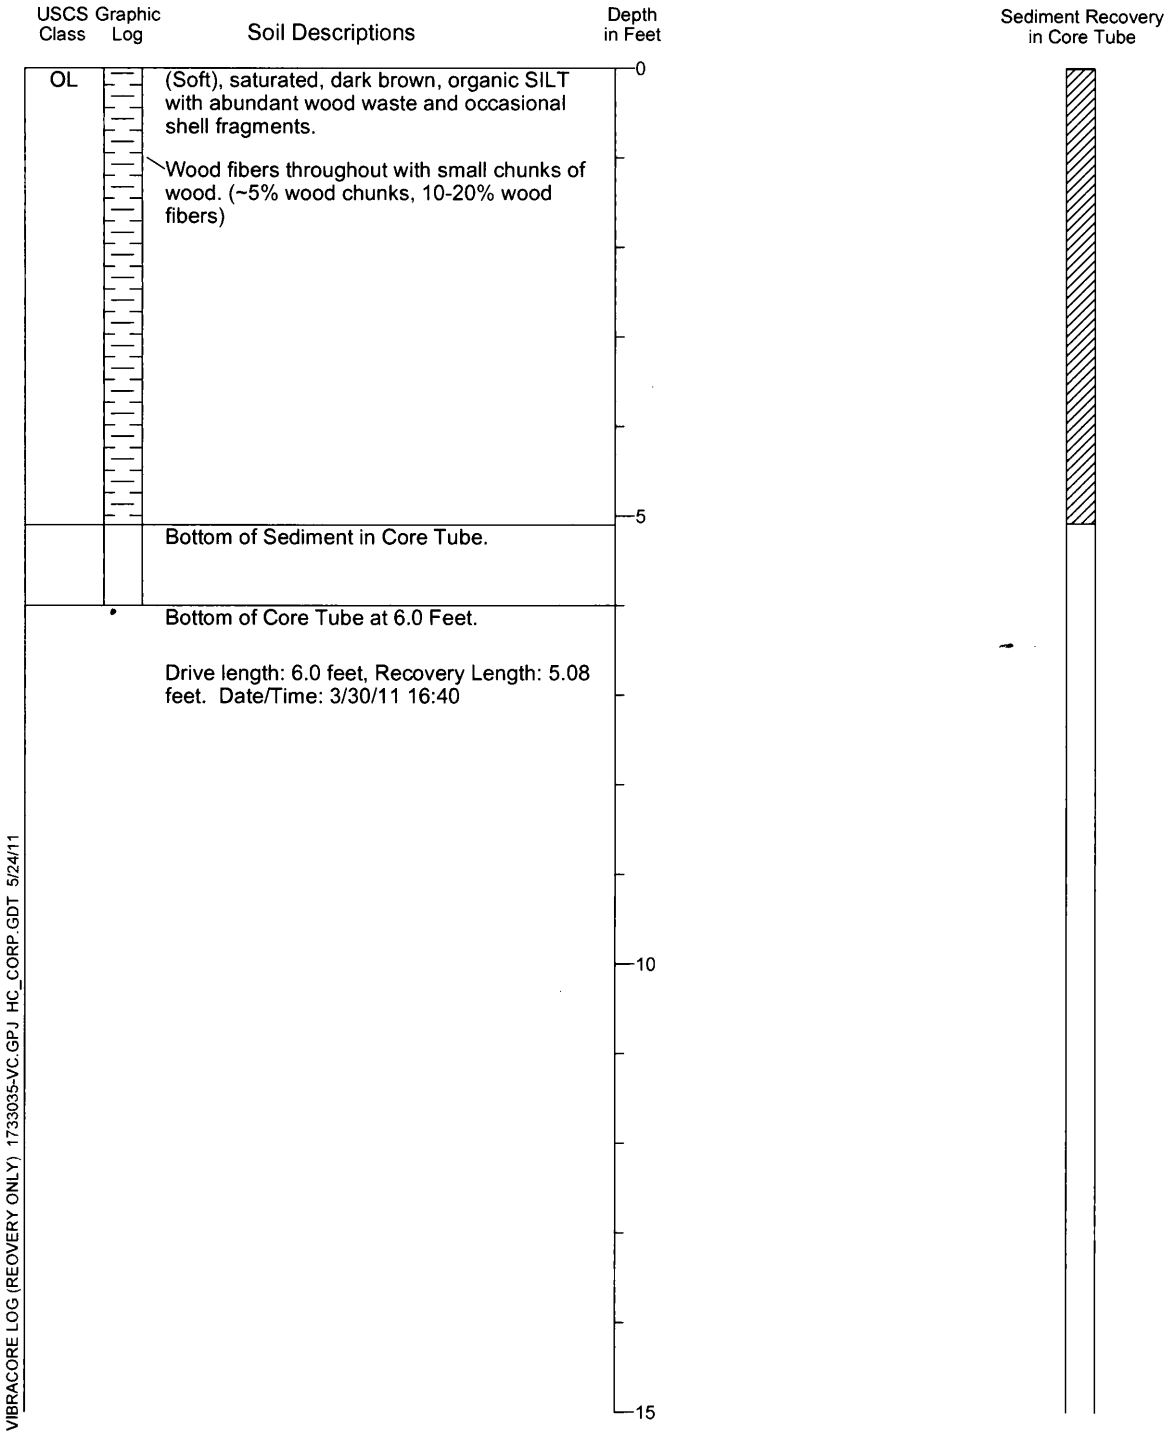 USCS Graphic
Class Log
Soil Descriptions
Depth
in Feet
Sediment Recovery
in Core Tube
OL
(Soft), saturated, dark brown, organic SILT
with abundant wood waste and occasional
shell fragments.
Wood fibers throughout with small chunks of
wood. (~5% wood chunks, 10-20% wood
fibers)
Bottom of Sediment in Core Tube.
Bottom of Core Tube at 6.0 Feet.
Drive length: 6.0 feet, Recovery Length: 5.08
feet. Date/Time: 3/30/11 16:40
0
5
10
15
VIBRACORE LOG (REOVERY ONLY) 1733035-VC.GPJ HC_CORP.GDT 5/24/11